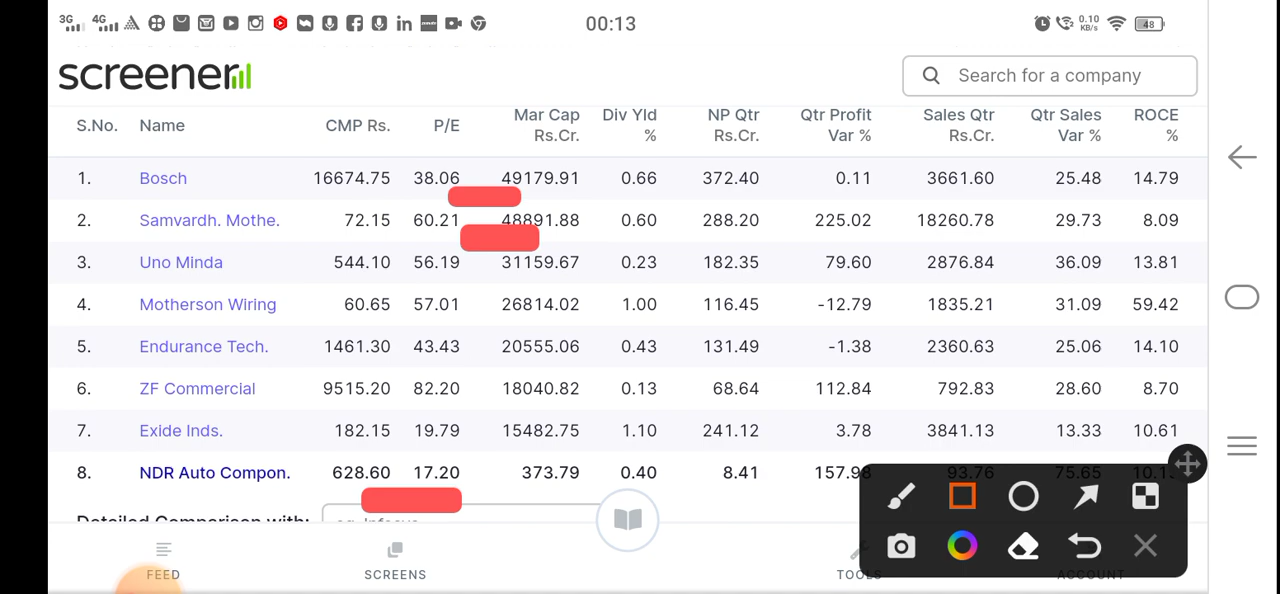 3G 4G 00:13 0.10 KB/s 48
screener
Search for a company
S.No. Name CMP Rs. P/E Mar Cap Rs.Cr. Div Yld % NP Qtr Rs.Cr. Qtr Profit Var % Sales Qtr Rs.Cr. Qtr Sales Var % ROCE %
1. Bosch 16674.75 38.06 49179.91 0.66 372.40 0.11 3661.60 25.48 14.79
2. Samvardh. Mothe. 72.15 60.21 48891.88 0.60 288.20 225.02 18260.78 29.73 8.09
3. Uno Minda 544.10 56.19 31159.67 0.23 182.35 79.60 2876.84 36.09 13.81
4. Motherson Wiring 60.65 57.01 26814.02 1.00 116.45 -12.79 1835.21 31.09 59.42
5. Endurance Tech. 1461.30 43.43 20555.06 0.43 131.49 -1.38 2360.63 25.06 14.10
6. ZF Commercial 9515.20 82.20 18040.82 0.13 68.64 112.84 792.83 28.60 8.70
7. Exide Inds. 182.15 19.79 15482.75 1.10 241.12 3.78 3841.13 13.33 10.61
8. NDR Auto Compon. 628.60 17.20 373.79 0.40 8.41 157.98 93.76 75.65
Detailed Comparison with:
FEED SCREENS TOOLS ACCOUNT